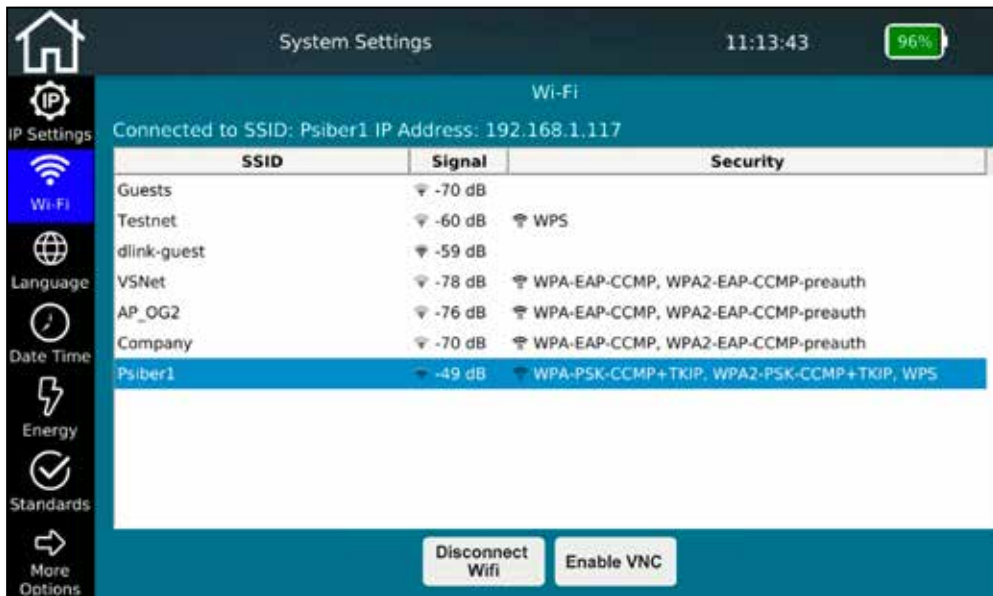 System Settings 11:13:43 96%
IP
IP Settings
Wi-Fi
Language
Date Time
Energy
Standards
More
Options
Wi-Fi
Connected to SSID: Psiber1 IP Address: 192.168.1.117
SSID Signal Security
Guests -70 dB
Testnet -60 dB WPS
dlink-guest -59 dB
VSNet -78 dB WPA-EAP-CCMP, WPA2-EAP-CCMP-preauth
AP_OG2 -76 dB WPA-EAP-CCMP, WPA2-EAP-CCMP-preauth
Company -70 dB WPA-EAP-CCMP, WPA2-EAP-CCMP-preauth
Psiber1 -49 dB WPA-PSK-CCMP+TKIP, WPA2-PSK-CCMP+TKIP, WPS
Disconnect
Wifi
Enable VNC